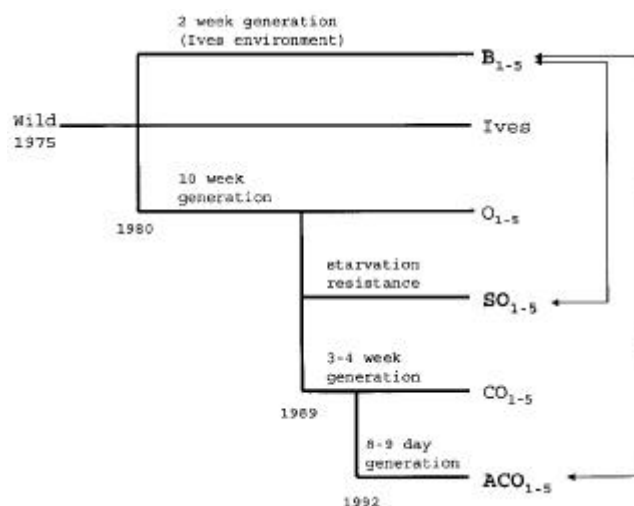 2 week generation
(Ives environment)
B1-5
Wild
1975
Ives
10 week
generation
O1-5
1980
starvation
resistance
SO1-5
3-4 week
generation
CO1-5
1989
8-9 day
generation
ACO1-5
1992